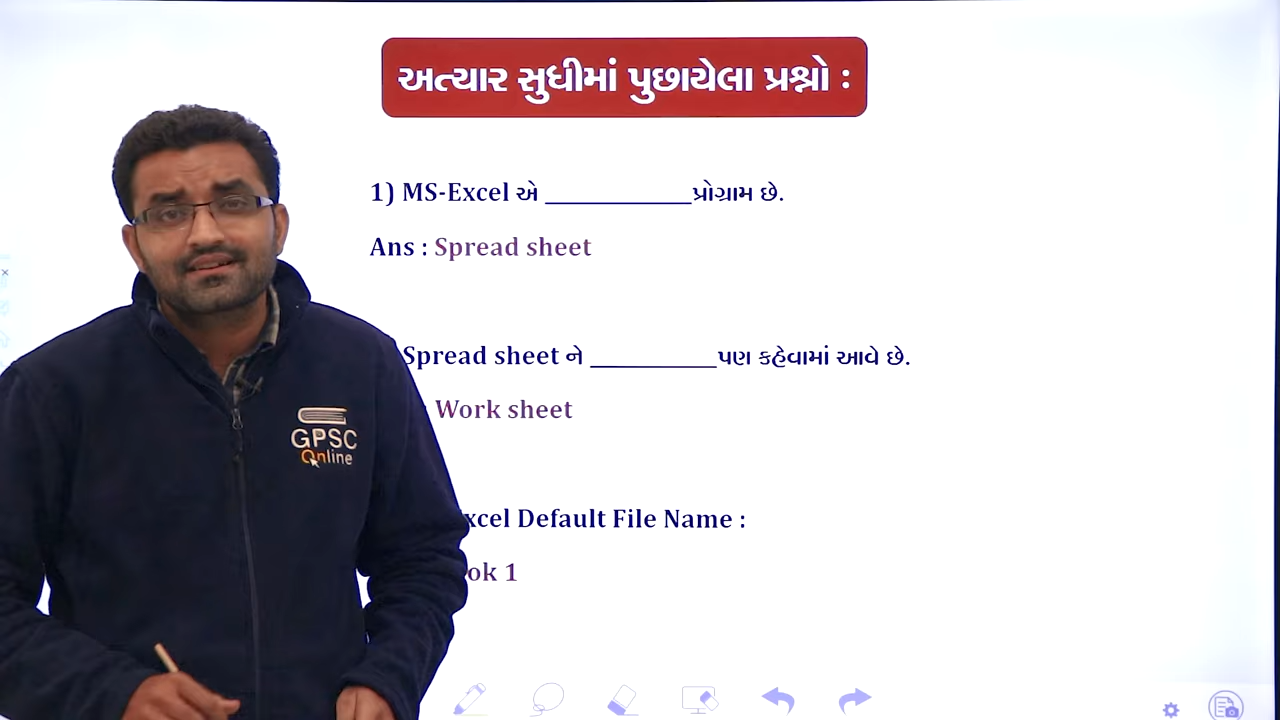 અત્યાર સુધીમાં પુછાયેલા પ્રશ્નો :
1) MS-Excel એ ____________પ્રોગ્રામ છે.
Ans : Spread sheet
Spread sheet ને ___________પણ કહેવામાં આવે છે.
: Work sheet
xcel Default File Name :
ok 1
GPSC
Online